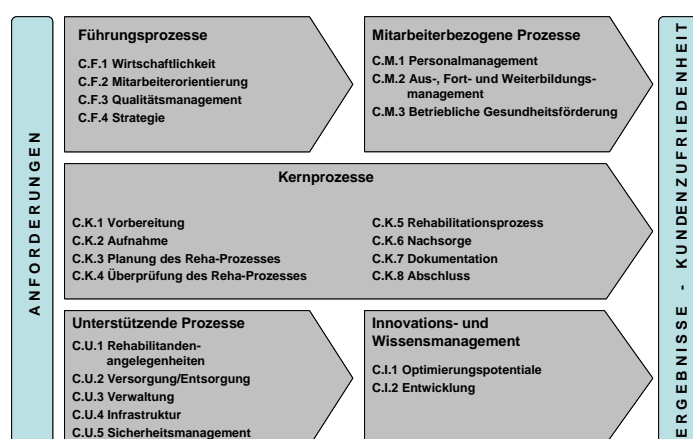 ANFORDERUNGEN
Führungsprozesse
C.F.1 Wirtschaftlichkeit
C.F.2 Mitarbeiterorientierung
C.F.3 Qualitätsmanagement
C.F.4 Strategie
Mitarbeiterbezogene Prozesse
C.M.1 Personalmanagement
C.M.2 Aus-, Fort- und Weiterbildungs-
management
C.M.3 Betriebliche Gesundheitsförderung
Kernprozesse
C.K.1 Vorbereitung
C.K.2 Aufnahme
C.K.3 Planung des Reha-Prozesses
C.K.4 Überprüfung des Reha-Prozesses
C.K.5 Rehabilitationsprozess
C.K.6 Nachsorge
C.K.7 Dokumentation
C.K.8 Abschluss
Unterstützende Prozesse
C.U.1 Rehabilitanden-
angelegenheiten
C.U.2 Versorgung/Entsorgung
C.U.3 Verwaltung
C.U.4 Infrastruktur
C.U.5 Sicherheitsmanagement
Innovations- und
Wissensmanagement
C.I.1 Optimierungspotentiale
C.I.2 Entwicklung
ERGEBNISSE - KUNDENZUFRIEDENHEIT